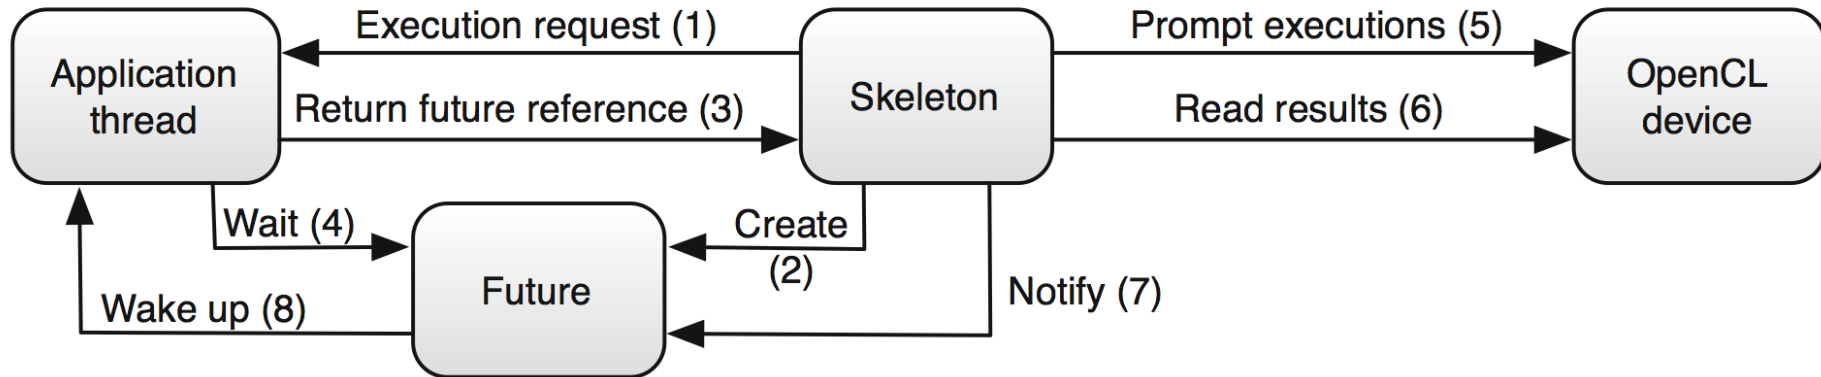 Execution request (1)
Prompt executions (5)
Application
thread
Skeleton
OpenCL
device
Return future reference (3)
Read results (6)
Wait (4)
Create
(2)
Future
Notify (7)
Wake up (8)